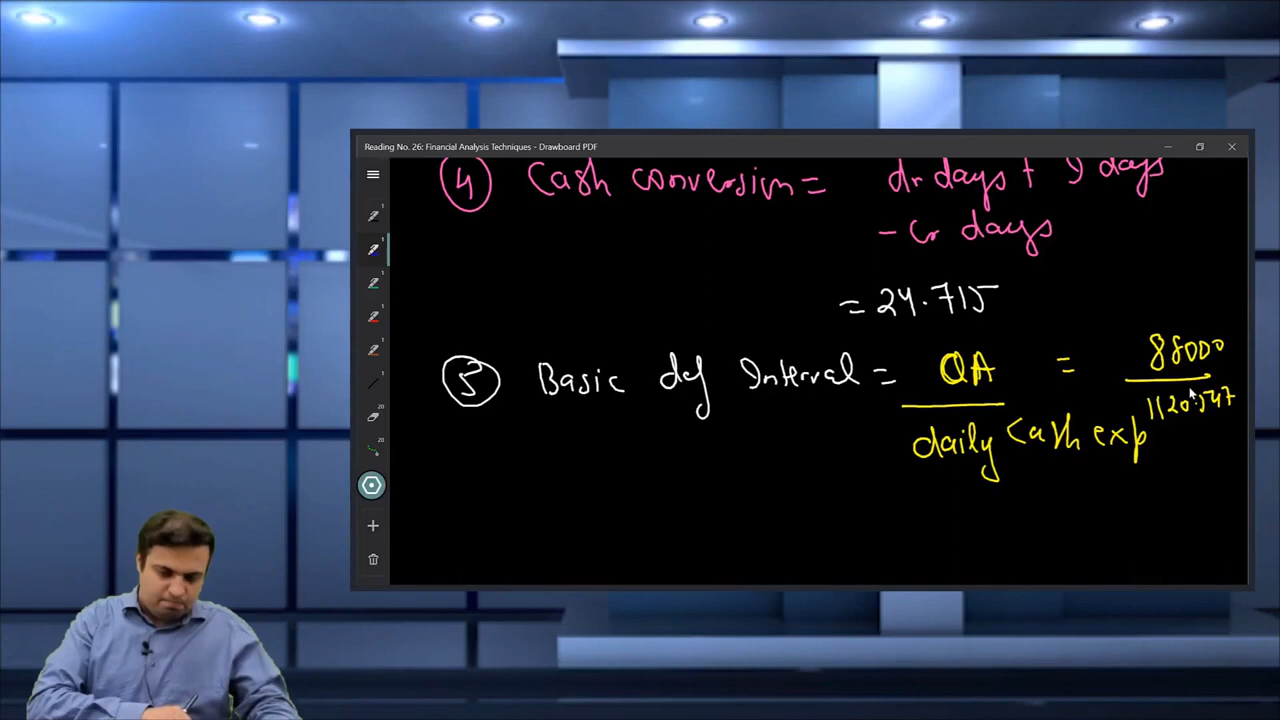 Reading No. 26: Financial Analysis Techniques - Drawboard PDF
④ Cash conversion = dr days + I days
- Cr days
= 24.715
⑤ Basic def Interval = QA = 88000
daily Cash exp 1120.547